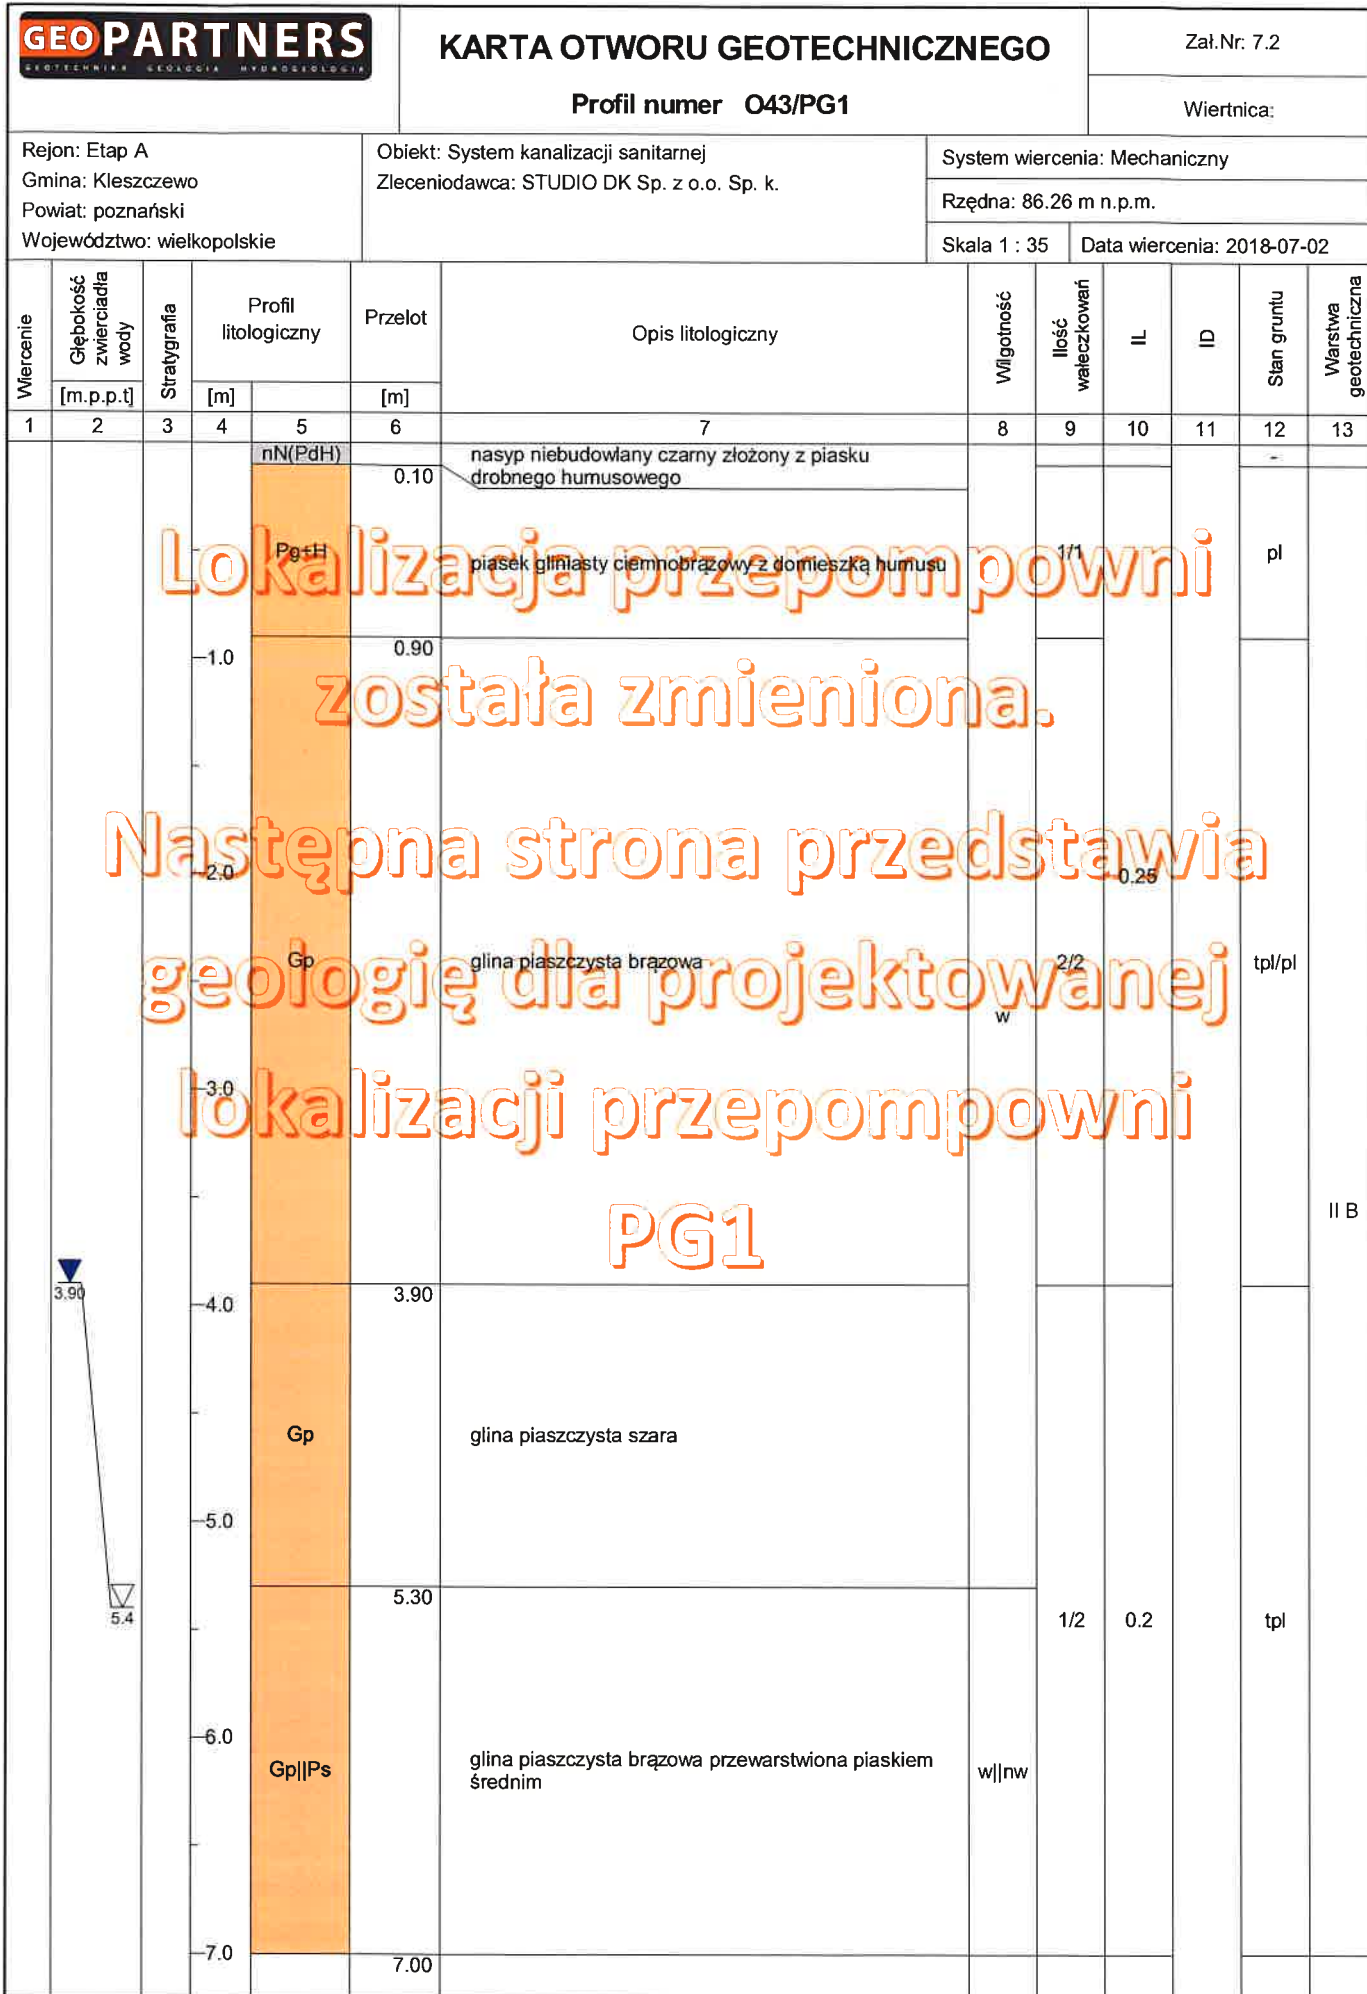 GEOPARTNERS
GEOTECHNIKA GEOLOGIA HYDROGEOLOGIA
KARTA OTWORU GEOTECHNICZNEGO
Profil numer O43/PG1
Zał.Nr: 7.2
Wiertnica:
Rejon: Etap A
Gmina: Kleszczewo
Powiat: poznański
Województwo: wielkopolskie
Obiekt: System kanalizacji sanitarnej
Zleceniodawca: STUDIO DK Sp. z o.o. Sp. k.
System wiercenia: Mechaniczny
Rzędna: 86.26 m n.p.m.
Skala 1 : 35
Data wiercenia: 2018-07-02
Wiercenie
Głębokość zwierciadła wody
[m.p.p.t]
Stratygrafia
Profil litologiczny
[m]
Przelot
[m]
Opis litologiczny
Wilgotność
Ilość wałeczkowań
IL
ID
Stan gruntu
Warstwa geotechniczna
1 2 3 4 5 6 7 8 9 10 11 12 13
nN(PdH)
nasyp niebudowlany czarny złożony z piasku
drobnego humusowego
-
0.10
Lokalizacja przepompowni
Pg+H
piasek gliniasty ciemnobrązowy z domieszką humusu
1/1
pl
0.90
-1.0
została zmieniona.
Następna strona przedstawia
-2.0
0.25
geologię dla projektowanej
Gp
glina piaszczysta brązowa
2/2
tpl/pl
w
-3.0
lokalizacji przepompowni
PG1
II B
3.90
3.90
-4.0
Gp
glina piaszczysta szara
-5.0
5.30
5.4
1/2
0.2
tpl
-6.0
Gp||Ps
glina piaszczysta brązowa przewarstwiona piaskiem
średnim
w||nw
-7.0
7.00